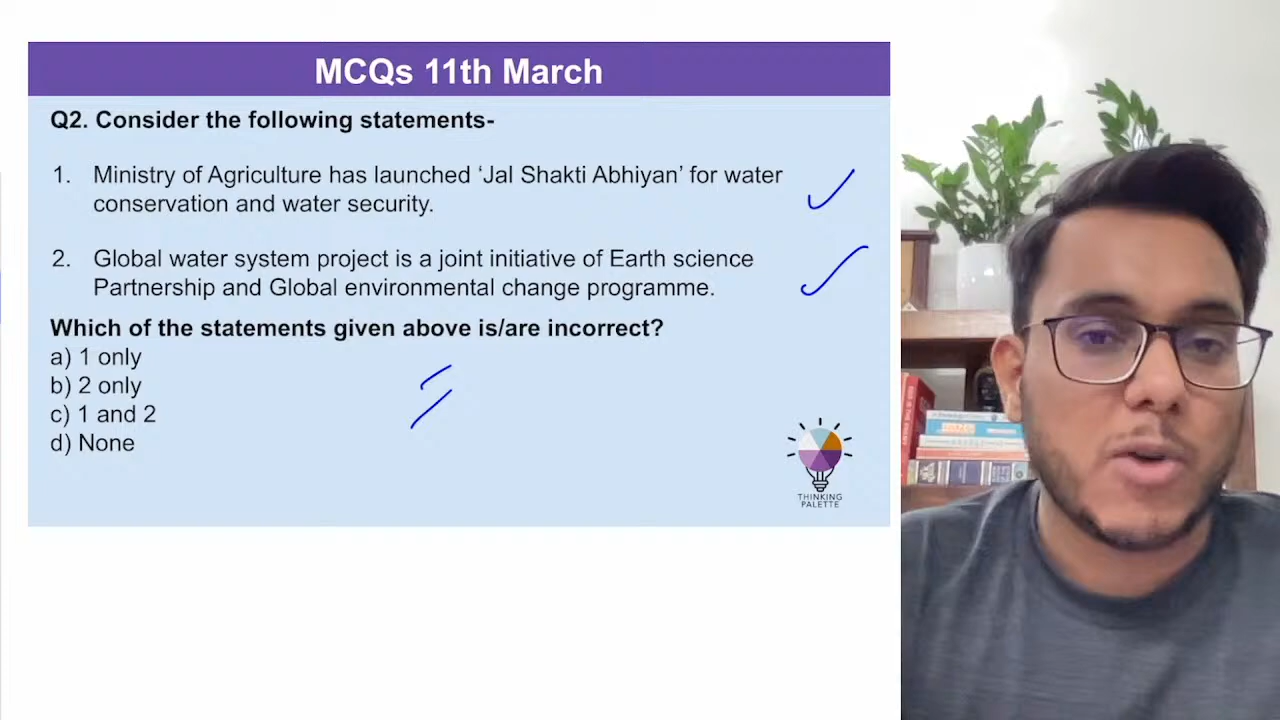 MCQs 11th March
Q2. Consider the following statements-
1. Ministry of Agriculture has launched ‘Jal Shakti Abhiyan’ for water
conservation and water security.
2. Global water system project is a joint initiative of Earth science
Partnership and Global environmental change programme.
Which of the statements given above is/are incorrect?
a) 1 only
b) 2 only
c) 1 and 2
d) None
THINKING
PALETTE